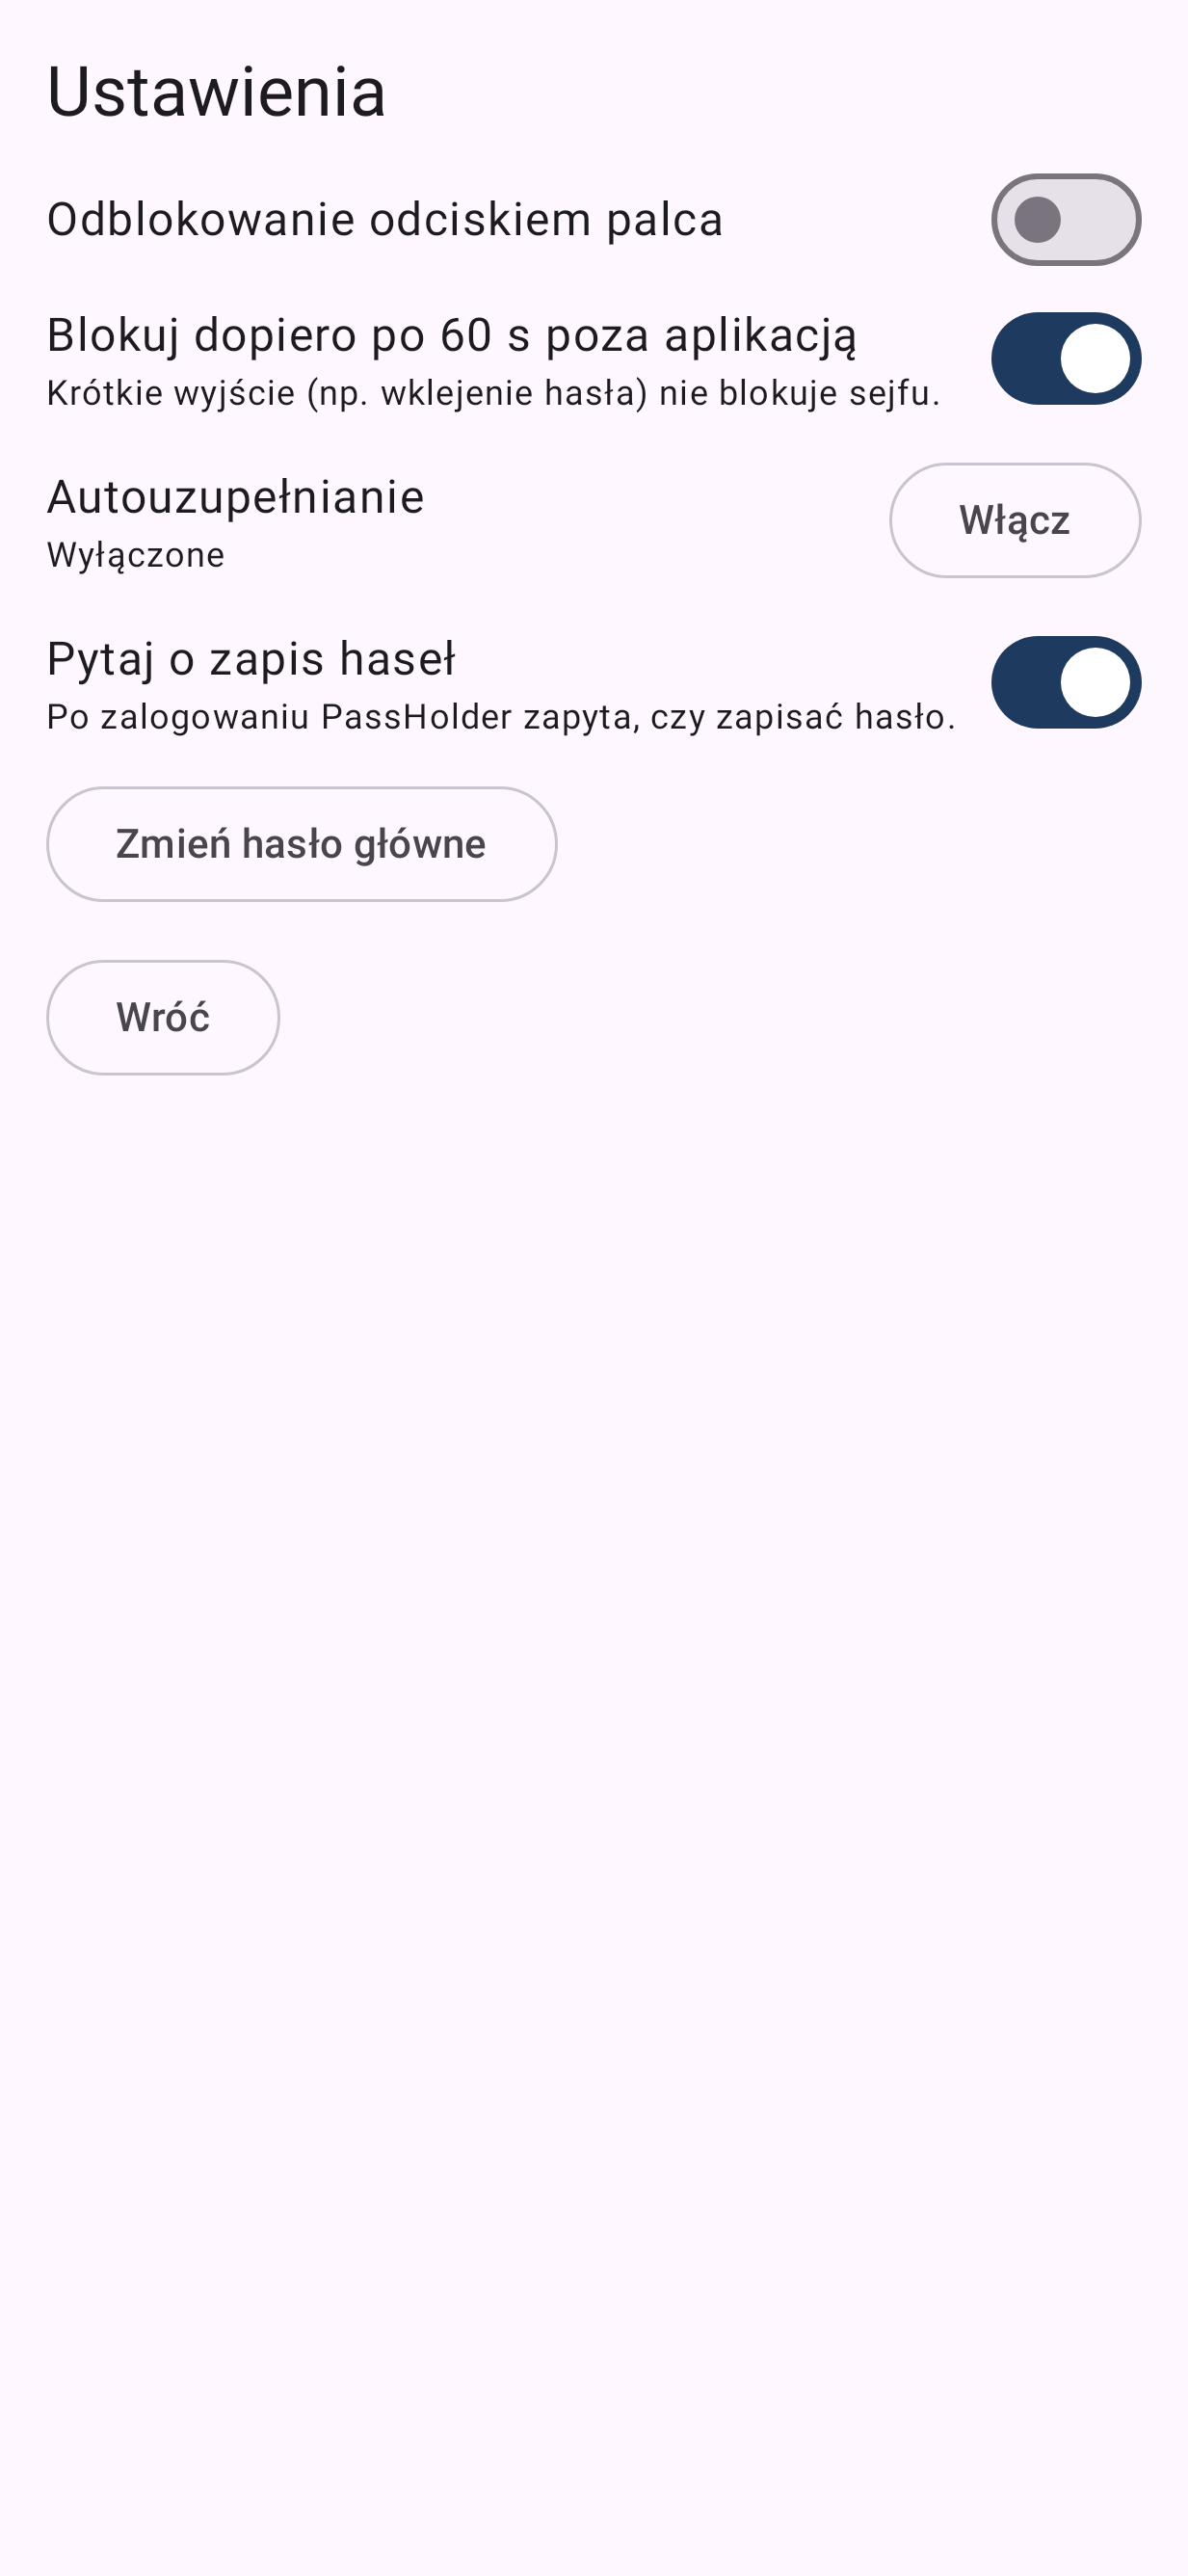 Ustawienia
Odblokowanie odciskiem palca
Blokuj dopiero po 60 s poza aplikacją
Krótkie wyjście (np. wklejenie hasła) nie blokuje sejfu.
Autouzupełnianie
Wyłączone
Włącz
Pytaj o zapis haseł
Po zalogowaniu PassHolder zapyta, czy zapisać hasło.
Zmień hasło główne
Wróć